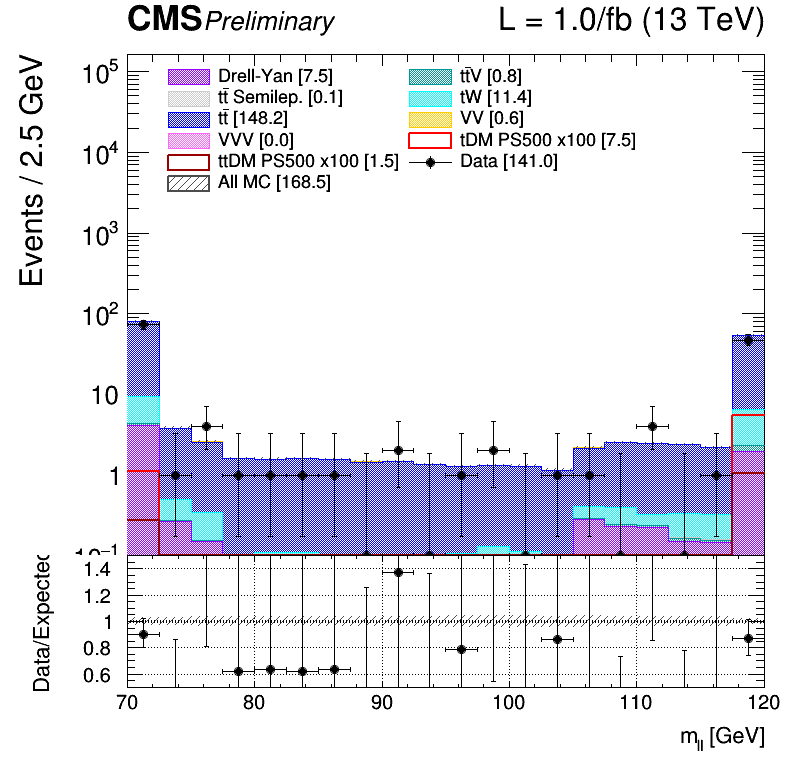 CMS Preliminary L = 1.0/fb (13 TeV)
Events / 2.5 GeV
10⁵
10⁴
10³
10²
10
1
10⁻¹
Drell-Yan [7.5]
tt̄V [0.8]
tt̄ Semilep. [0.1]
tW [11.4]
tt̄ [148.2]
VV [0.6]
VVV [0.0]
tDM PS500 x100 [7.5]
ttDM PS500 x100 [1.5]
Data [141.0]
All MC [168.5]
Data/Expected
1.4
1.2
1
0.8
0.6
70 80 90 100 110 120
m_ll [GeV]